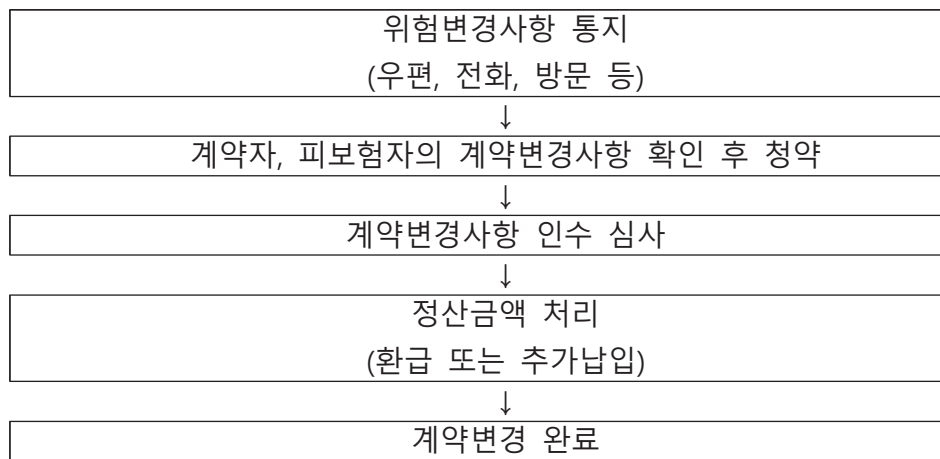 위험변경사항 통지
(우편, 전화, 방문 등)
↓
계약자, 피보험자의 계약변경사항 확인 후 청약
↓
계약변경사항 인수 심사
↓
정산금액 처리
(환급 또는 추가납입)
↓
계약변경 완료